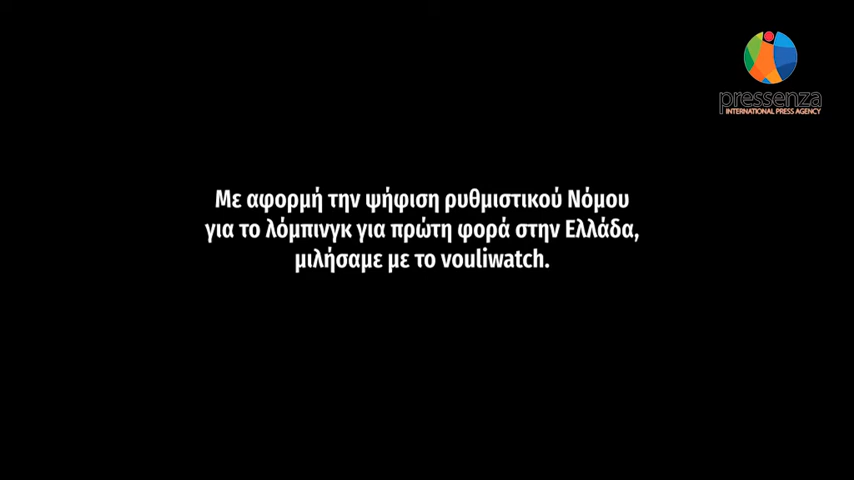 pressenza
INTERNATIONAL PRESS AGENCY
Με αφορμή την ψήφιση ρυθμιστικού Νόμου
για το λόμπινγκ για πρώτη φορά στην Ελλάδα,
μιλήσαμε με το vouliwatch.